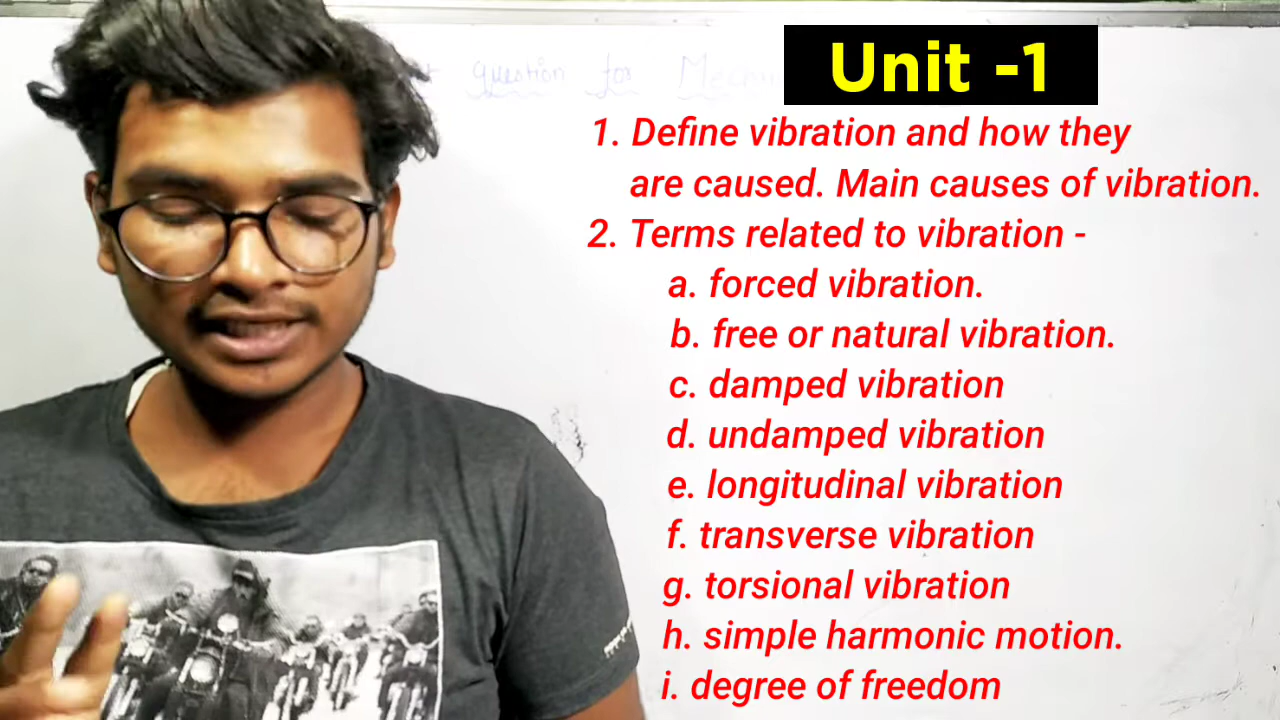 question for
Unit -1
1. Define vibration and how they
are caused. Main causes of vibration.
2. Terms related to vibration -
a. forced vibration.
b. free or natural vibration.
c. damped vibration
d. undamped vibration
e. longitudinal vibration
f. transverse vibration
g. torsional vibration
h. simple harmonic motion.
i. degree of freedom